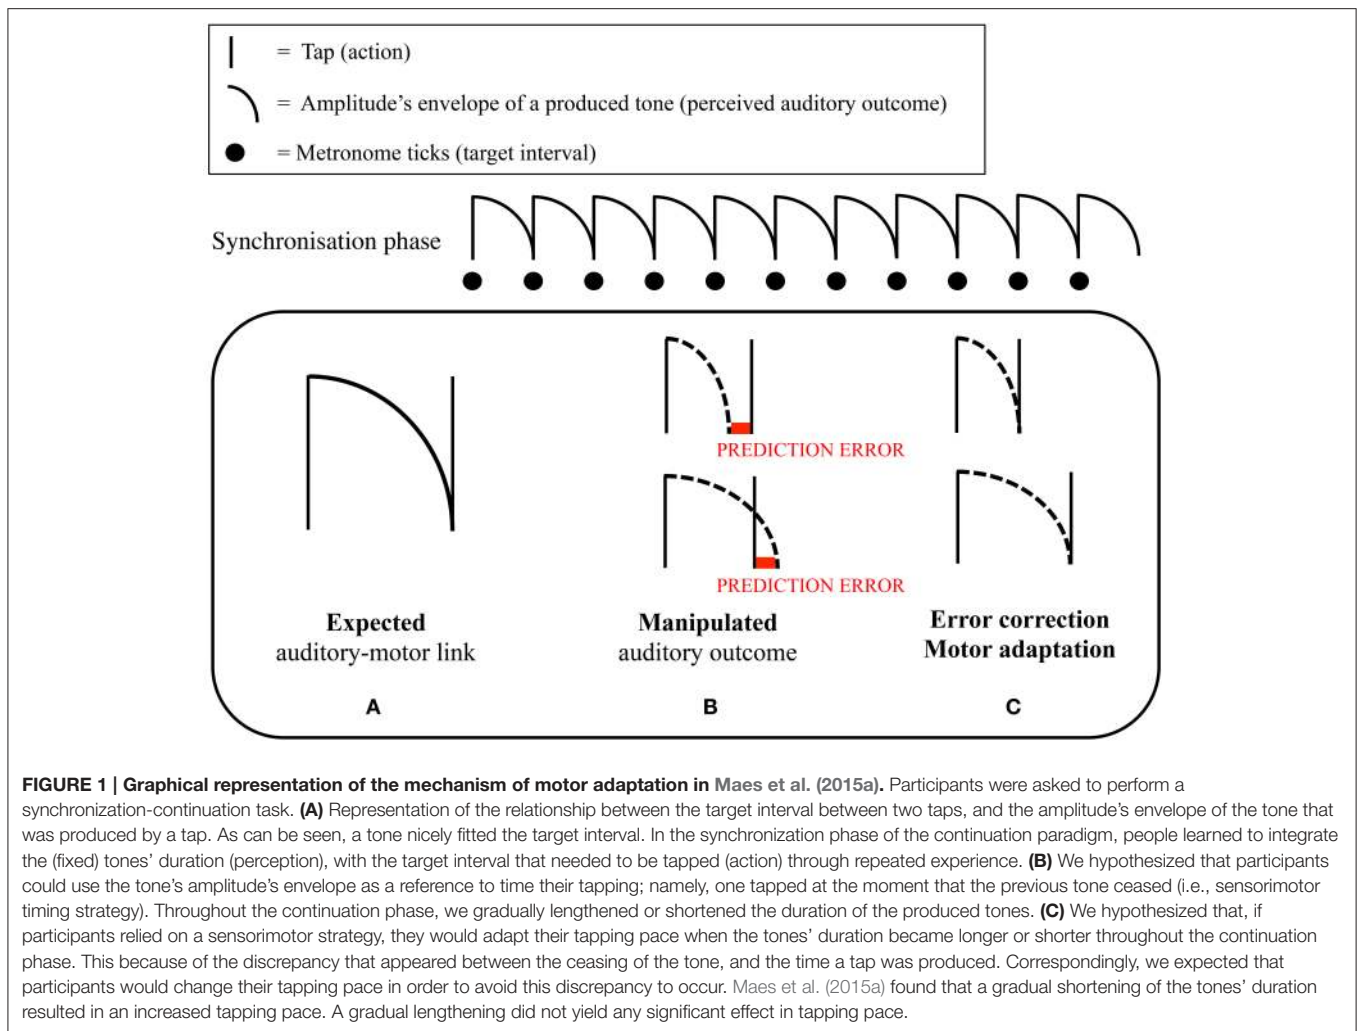 = Tap (action)
= Amplitude's envelope of a produced tone (perceived auditory outcome)
= Metronome ticks (target interval)
Synchronisation phase
PREDICTION ERROR
PREDICTION ERROR
Expected
auditory-motor link
A
Manipulated
auditory outcome
B
Error correction
Motor adaptation
C
FIGURE 1 | Graphical representation of the mechanism of motor adaptation in Maes et al. (2015a). Participants were asked to perform a
synchronization-continuation task. (A) Representation of the relationship between the target interval between two taps, and the amplitude's envelope of the tone that
was produced by a tap. As can be seen, a tone nicely fitted the target interval. In the synchronization phase of the continuation paradigm, people learned to integrate
the (fixed) tones' duration (perception), with the target interval that needed to be tapped (action) through repeated experience. (B) We hypothesized that participants
could use the tone's amplitude's envelope as a reference to time their tapping; namely, one tapped at the moment that the previous tone ceased (i.e., sensorimotor
timing strategy). Throughout the continuation phase, we gradually lengthened or shortened the duration of the produced tones. (C) We hypothesized that, if
participants relied on a sensorimotor strategy, they would adapt their tapping pace when the tones' duration became longer or shorter throughout the continuation
phase. This because of the discrepancy that appeared between the ceasing of the tone, and the time a tap was produced. Correspondingly, we expected that
participants would change their tapping pace in order to avoid this discrepancy to occur. Maes et al. (2015a) found that a gradual shortening of the tones' duration
resulted in an increased tapping pace. A gradual lengthening did not yield any significant effect in tapping pace.